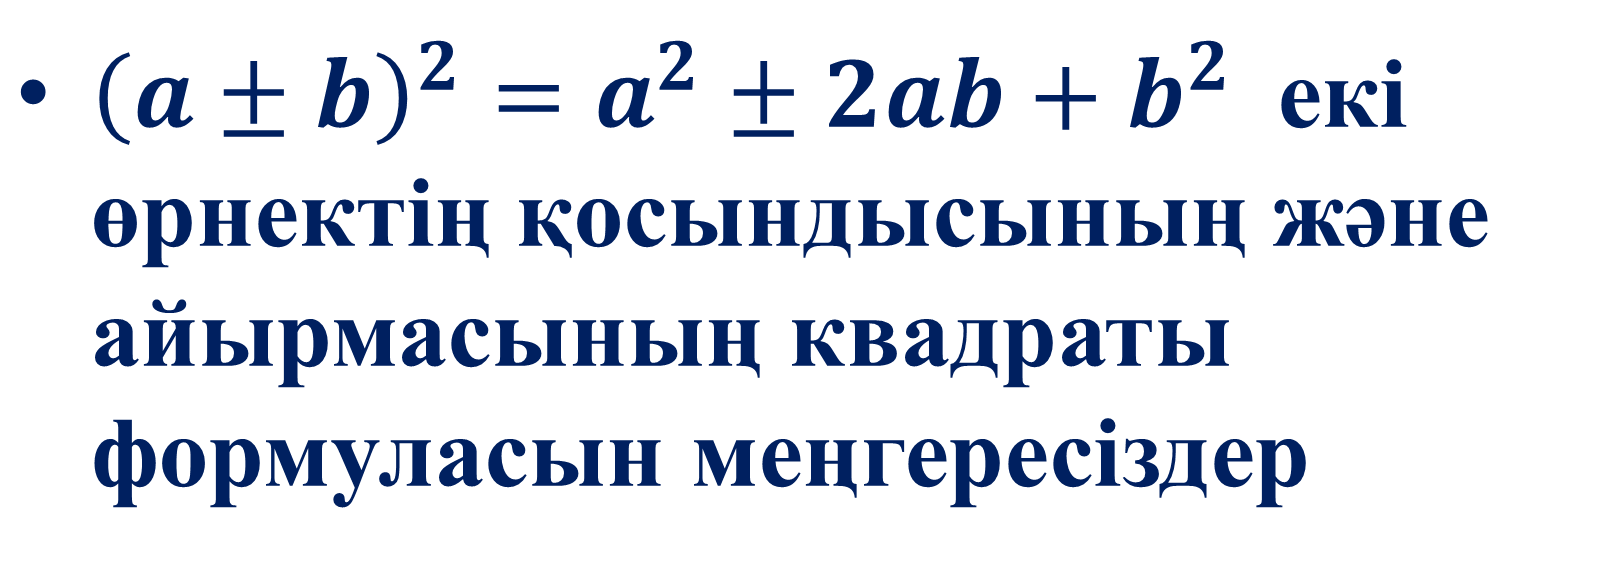 • (a ± b)² = a² ± 2ab + b² екі
өрнектің қосындысының және
айырмасының квадраты
формуласын меңгересіздер